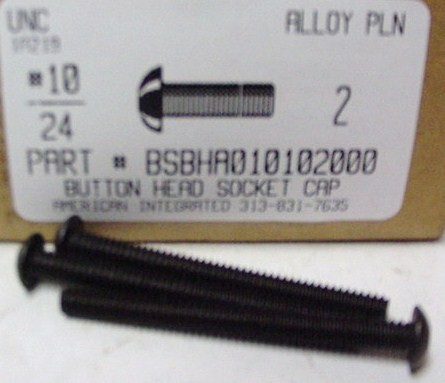 UNC
ALLOY PLN
#10
24
2
PART # BSBHA010102000
BUTTON HEAD SOCKET CAP
AMERICAN INTEGRATED 313-831-7635